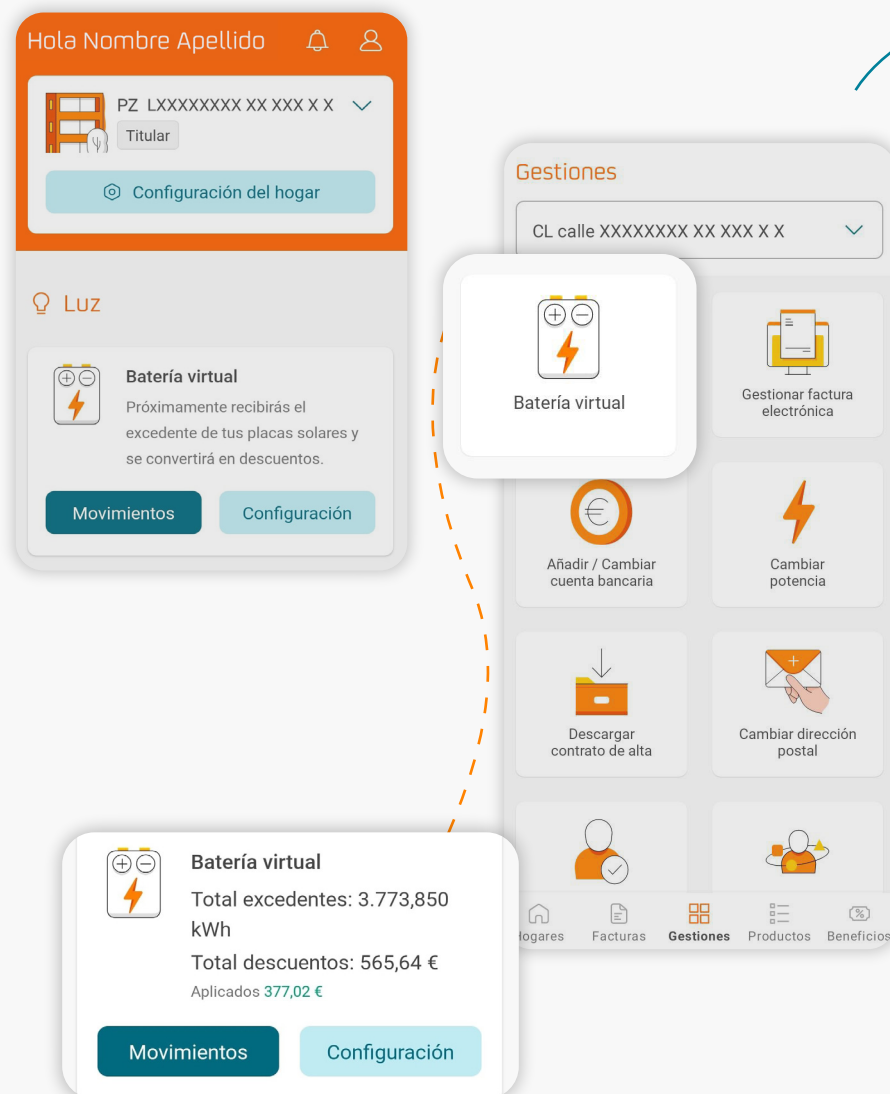 Hola Nombre Apellido
PZ LXXXXXXXX XX XXX X X
Titular
Configuración del hogar
Luz
Batería virtual
Próximamente recibirás el
excedente de tus placas solares y
se convertirá en descuentos.
Movimientos
Configuración
Gestiones
CL calle XXXXXXXX XX XXX X X
Batería virtual
Gestionar factura
electrónica
Añadir / Cambiar
cuenta bancaria
Cambiar
potencia
Descargar
contrato de alta
Cambiar dirección
postal
Hogares
Facturas
Gestiones
Productos
Beneficios
Batería virtual
Total excedentes: 3.773,850
kWh
Total descuentos: 565,64 €
Aplicados 377,02 €
Movimientos
Configuración